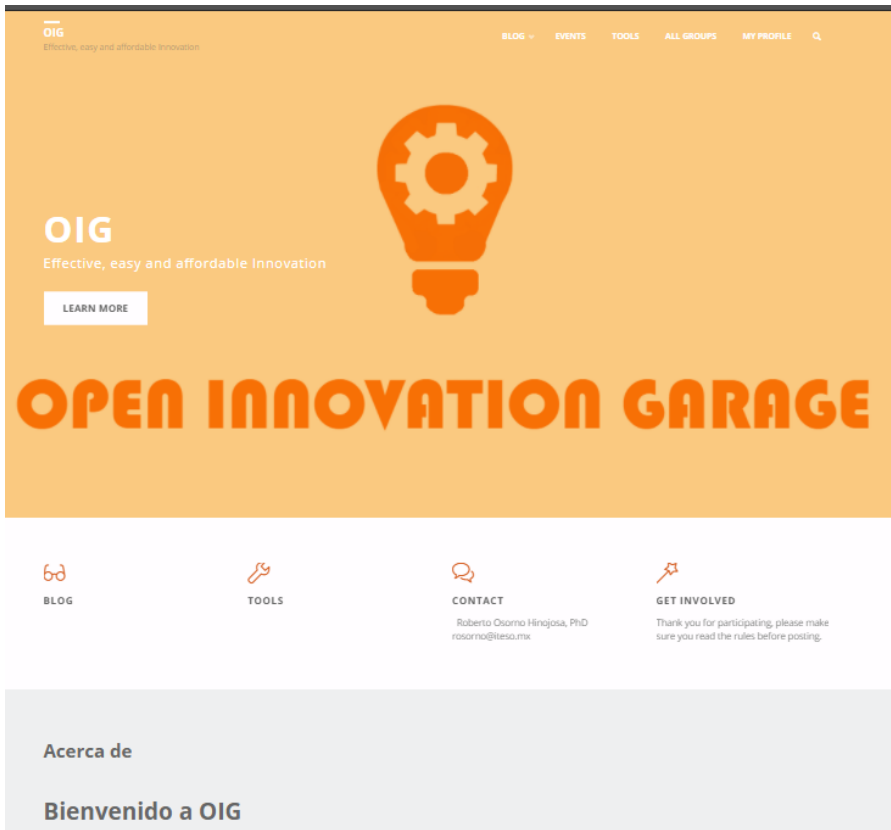 OIG
Effective, easy and affordable Innovation
BLOG
EVENTS
TOOLS
ALL GROUPS
MY PROFILE
OIG
Effective, easy and affordable Innovation
LEARN MORE
OPEN INNOVATION GARAGE
BLOG
TOOLS
CONTACT
Roberto Osorno Hinojosa, PhD
rosorno@iteso.mx
GET INVOLVED
Thank you for participating, please make
sure you read the rules before posting.
Acerca de
Bienvenido a OIG